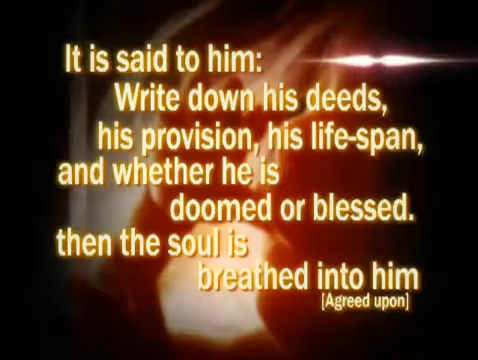 It is said to him:
Write down his deeds,
his provision, his life-span,
and whether he is
doomed or blessed.
then the soul is
breathed into him
[Agreed upon]